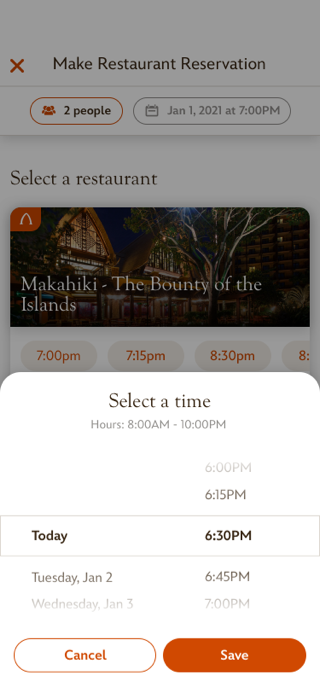 Make Restaurant Reservation
2 people
Jan 1, 2021 at 7:00PM
Select a restaurant
Makahiki - The Bounty of the
Islands
7:00pm 7:15pm 8:30pm 8:
Select a time
Hours: 8:00AM - 10:00PM
6:00PM
6:15PM
Today 6:30PM
Tuesday, Jan 2 6:45PM
Wednesday, Jan 3 7:00PM
Cancel Save